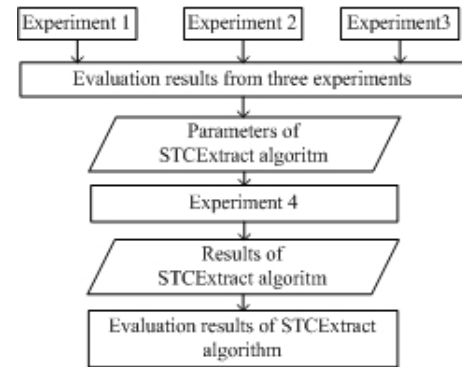 Experiment 1 Experiment 2 Experiment3
Evaluation results from three experiments
Parameters of
STCExtract algoritm
Experiment 4
Results of
STCExtract algoritm
Evaluation results of STCExtract
algorithm